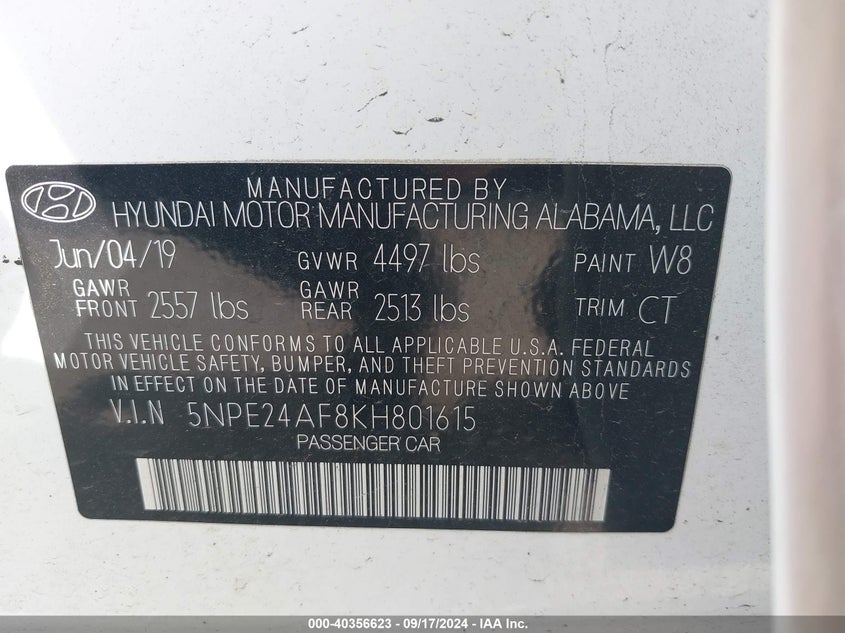 MANUFACTURED BY
HYUNDAI MOTOR MANUFACTURING ALABAMA, LLC
Jun/04/19 GVWR 4497 lbs PAINT W8
GAWR FRONT 2557 lbs GAWR REAR 2513 lbs TRIM CT
THIS VEHICLE CONFORMS TO ALL APPLICABLE U.S.A. FEDERAL
MOTOR VEHICLE SAFETY, BUMPER, AND THEFT PREVENTION STANDARDS
IN EFFECT ON THE DATE OF MANUFACTURE SHOWN ABOVE
V.I.N 5NPE24AF8KH801615
PASSENGER CAR
000-40356623 - 09/17/2024 - IAA Inc.